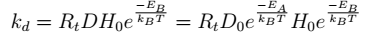 $k_d = R_t D H_0 e^{\frac{-E_B}{k_B T}} = R_t D_0 e^{\frac{-E_A}{k_B T}} H_0 e^{\frac{-E_B}{k_B T}}$